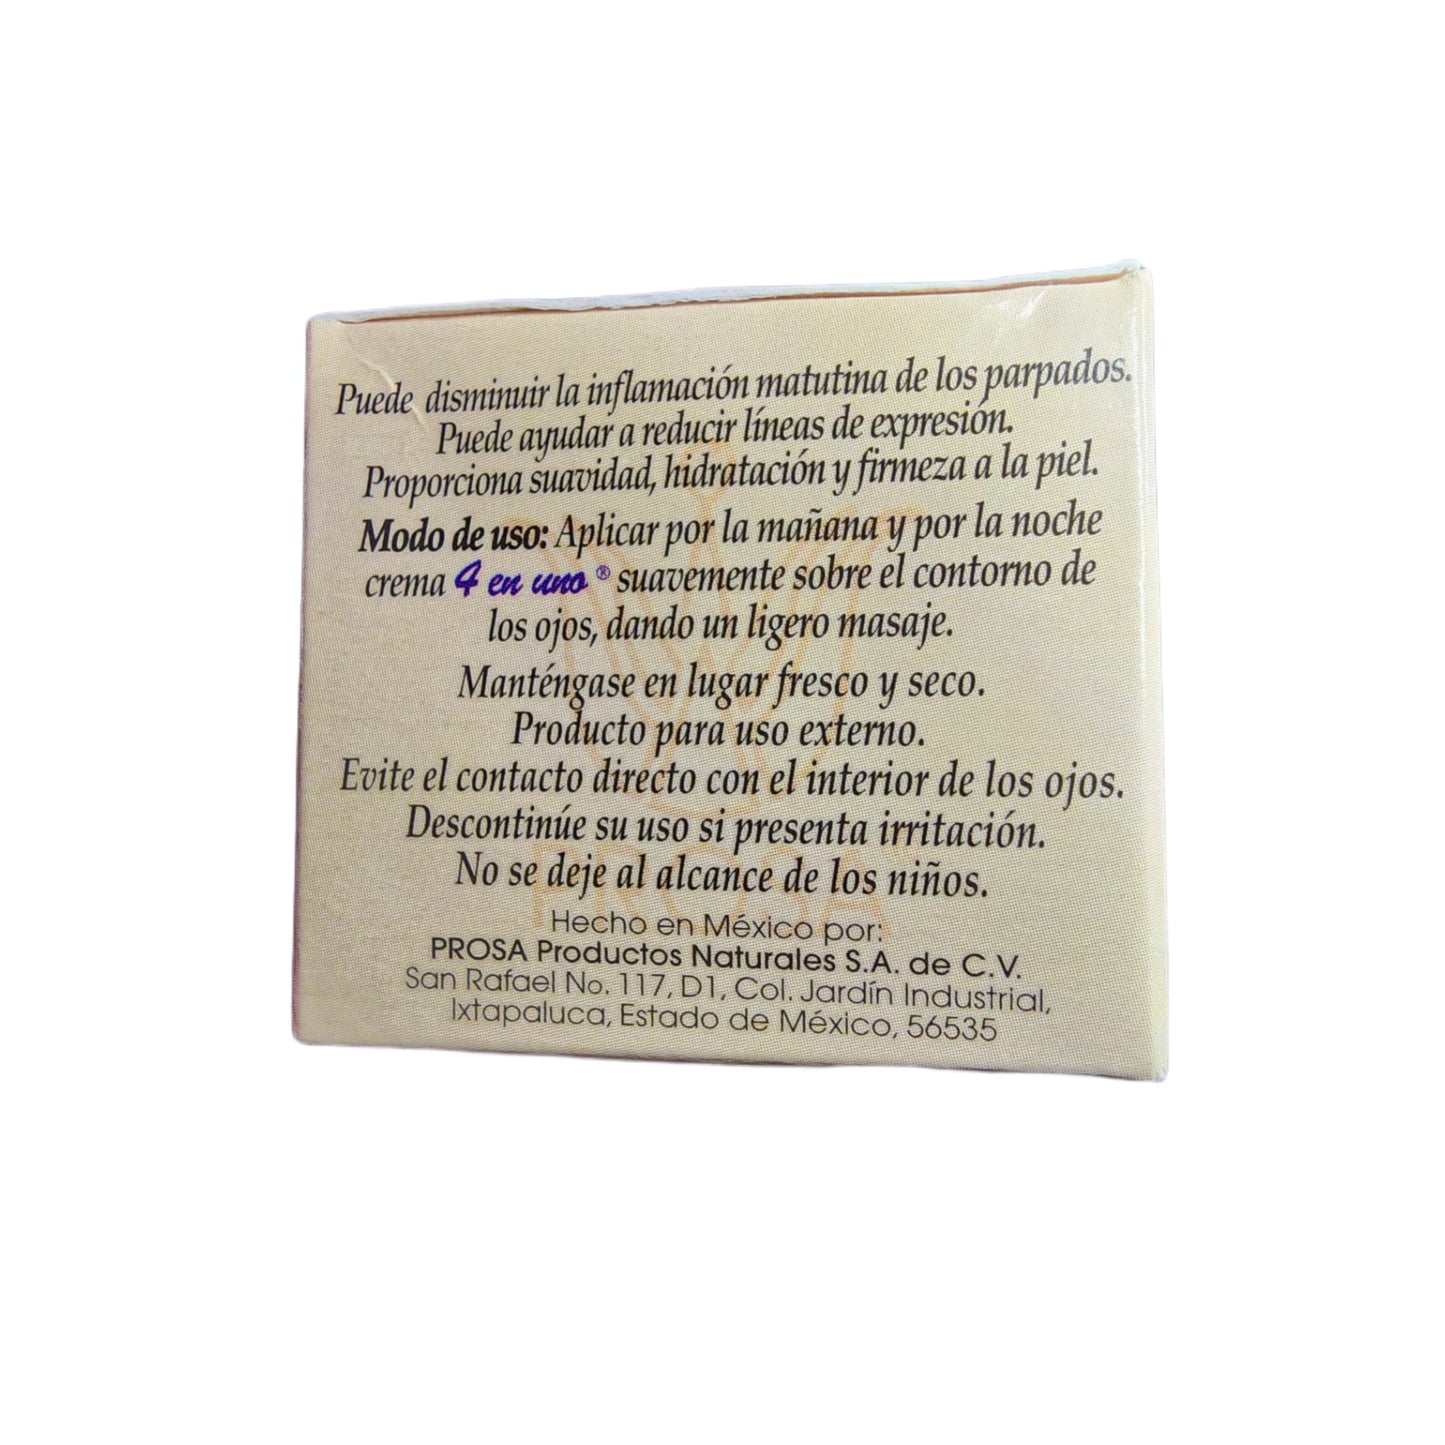 Puede disminuir la inflamación matutina de los parpados.
Puede ayudar a reducir líneas de expresión.
Proporciona suavidad, hidratación y firmeza a la piel.
Modo de uso: Aplicar por la mañana y por la noche
crema 4 en uno ® suavemente sobre el contorno de
los ojos, dando un ligero masaje.
Manténgase en lugar fresco y seco.
Producto para uso externo.
Evite el contacto directo con el interior de los ojos.
Descontinúe su uso si presenta irritación.
No se deje al alcance de los niños.
PROSA
Hecho en México por:
PROSA Productos Naturales S.A. de C.V.
San Rafael No. 117, D1, Col. Jardín Industrial,
Ixtapaluca, Estado de México, 56535